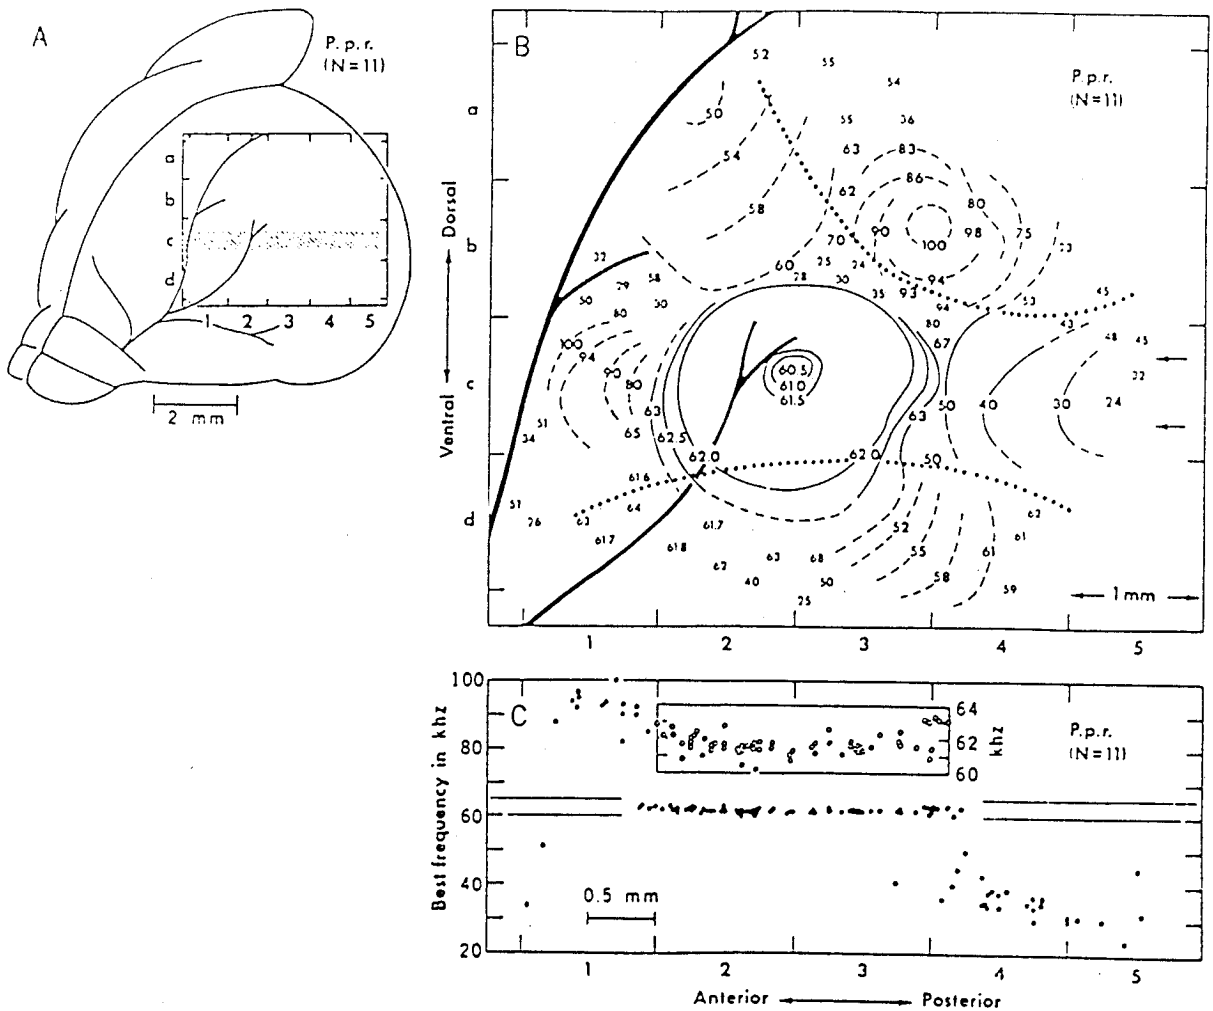 A
P.p.r.
(N=11)
a
b
c
d
1 2 3 4 5
2 mm
B
P.p.r.
(N=11)
Ventral Dorsal
a
b
c
d
52
55
54
50
55 36
54
63 83
62 86
58
80
70 90 100 98 75
32
60 25 24
58
29
28 30 94
50 30
35 93
53 45
80
94
80 43
100
94
67
48 45
90 80
60.5
61.0
61.5
32
63
63 50 40 30 24
51
65 62.5
34
62.0 62.0 50
61.6
57
64
26 63
61.7
52
62
61.7
61.8
63 68
55 61
61
62
40 50
58
59
25
1 mm
1 2 3 4 5
C
P.p.r.
(N=11)
Best frequency in khz
100
80
60
40
20
64
62
60
khz
0.5 mm
1 2 3 4 5
Anterior Posterior